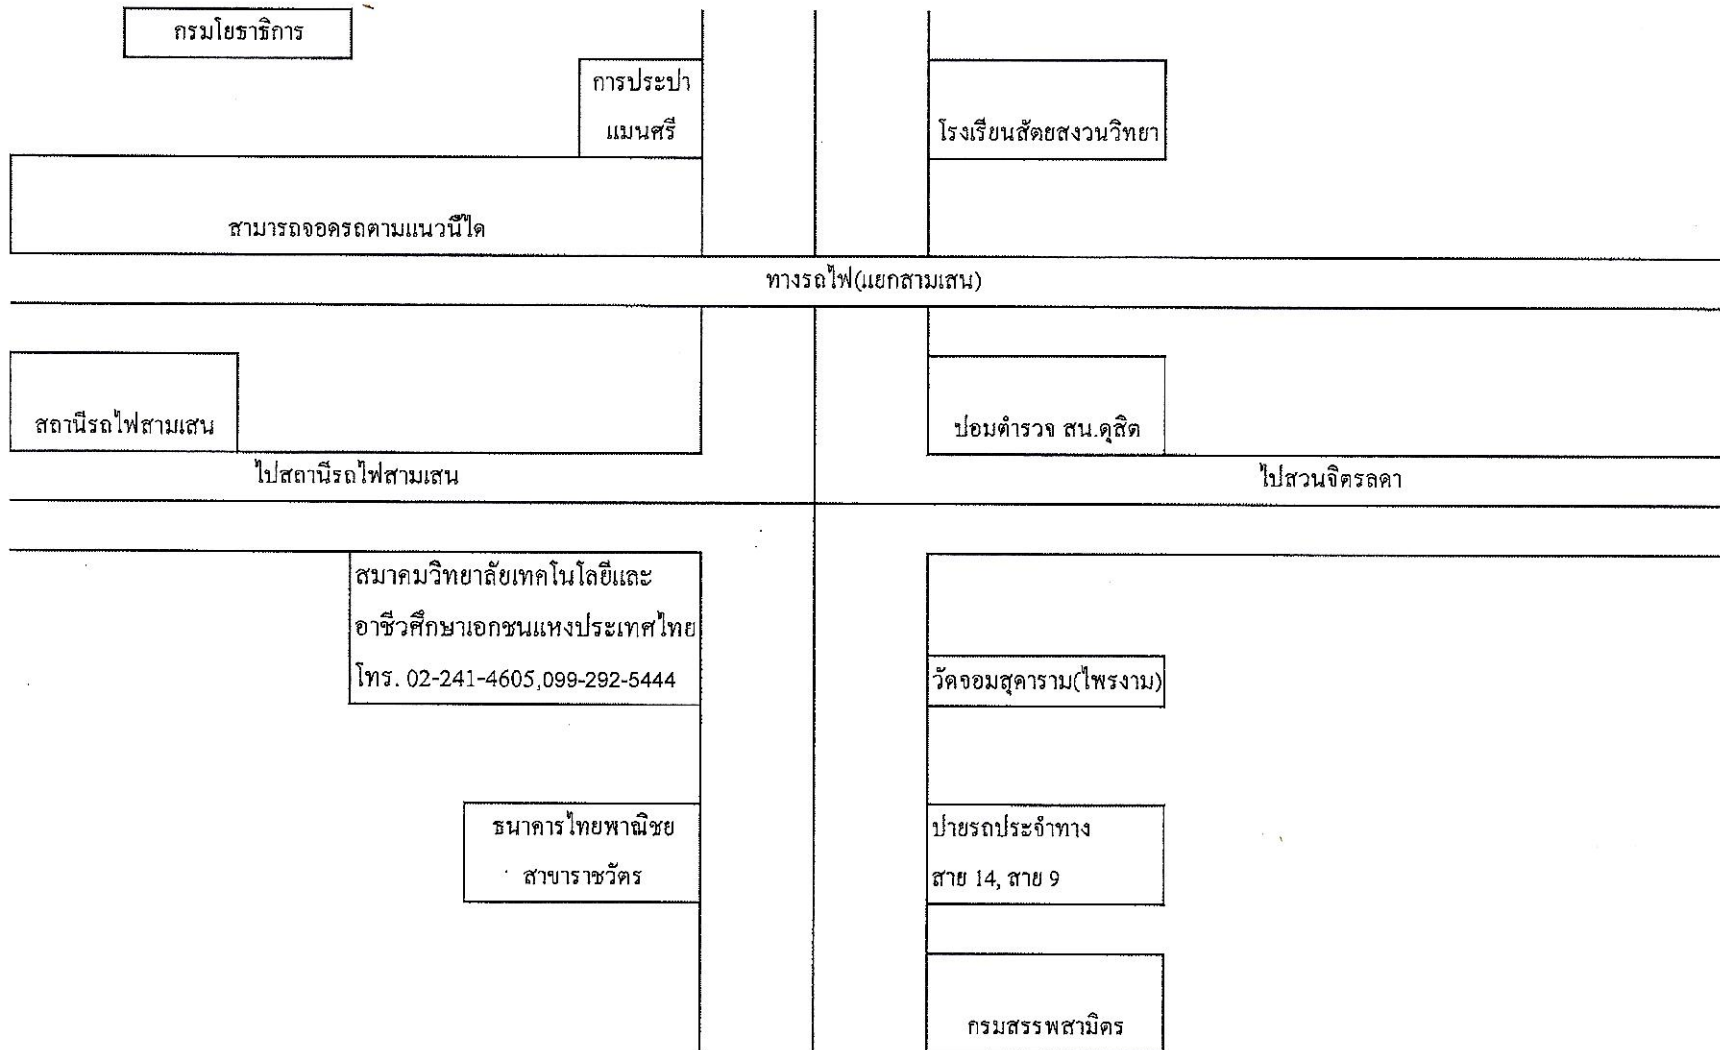 กรมโยธาธิการ
การประปา
แมนศรี
โรงเรียนสัตยสงวนวิทยา
สามารถจอดรถตามแนวนี้ได
ทางรถไฟ(แยกสามเสน)
สถานีรถไฟสามเสน
ป่อมตำรวจ สน.ดุสิต
ไปสถานีรถไฟสามเสน
ไปสวนจิตรลดา
สมาคมวิทยาลัยเทคโนโลยีและ
อาชีวศึกษาเอกชนแหงประเทศไทย
โทร. 02-241-4605,099-292-5444
วัดจอมสุดาราม(ไพรงาม)
ธนาคารไทยพาณิชย
สาขาราชวัตร
ป่ายรถประจำทาง
สาย 14, สาย 9
กรมสรรพสามิตร